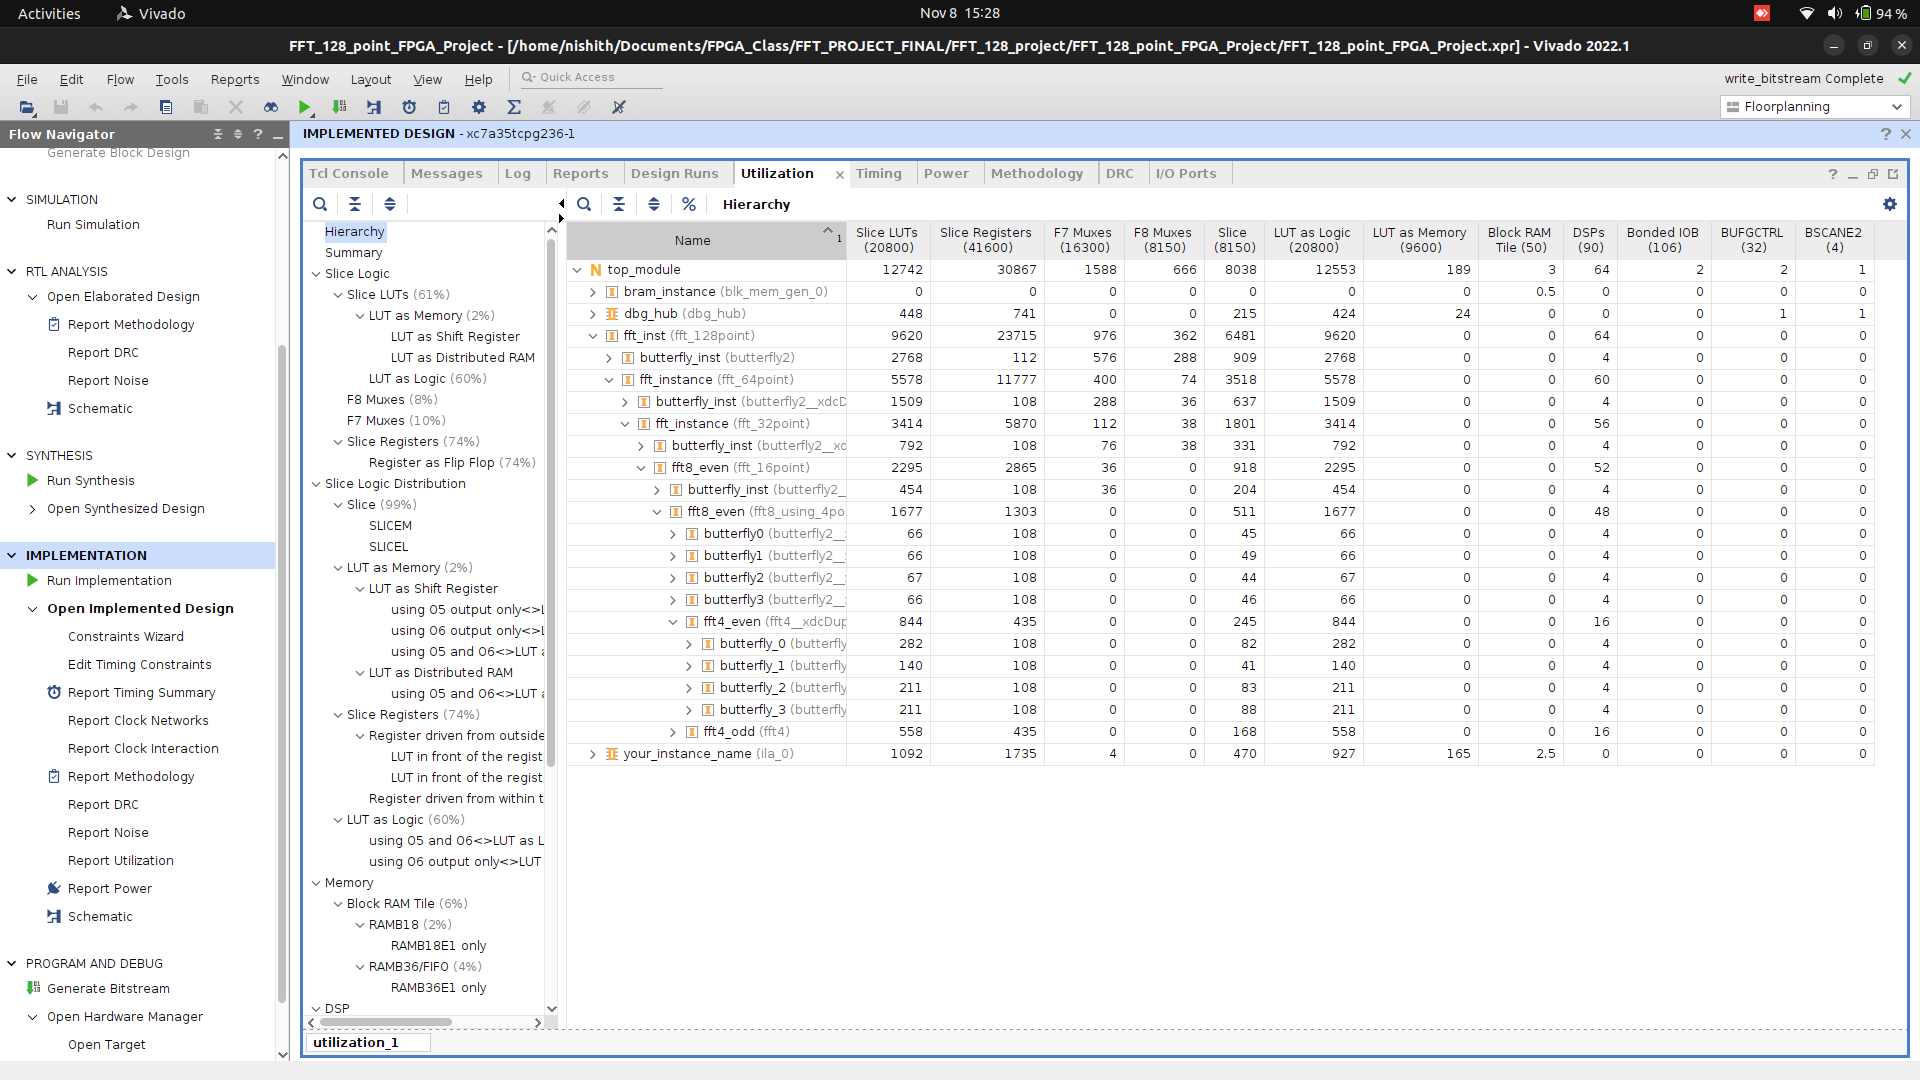 Activities
Vivado
Nov 8 15:28
94 %
FFT_128_point_FPGA_Project - [/home/nishith/Documents/FPGA_Class/FFT_PROJECT_FINAL/FFT_128_project/FFT_128_point_FPGA_Project/FFT_128_point_FPGA_Project.xpr] - Vivado 2022.1
File Edit Flow Tools Reports Window Layout View Help
Quick Access
write_bitstream Complete
Floorplanning
Flow Navigator
Generate Block Design
SIMULATION
Run Simulation
RTL ANALYSIS
Open Elaborated Design
Report Methodology
Report DRC
Report Noise
Schematic
SYNTHESIS
Run Synthesis
Open Synthesized Design
IMPLEMENTATION
Run Implementation
Open Implemented Design
Constraints Wizard
Edit Timing Constraints
Report Timing Summary
Report Clock Networks
Report Clock Interaction
Report Methodology
Report DRC
Report Noise
Report Utilization
Report Power
Schematic
PROGRAM AND DEBUG
Generate Bitstream
Open Hardware Manager
Open Target
IMPLEMENTED DESIGN - xc7a35tcpg236-1
Tcl Console Messages Log Reports Design Runs Utilization Timing Power Methodology DRC I/O Ports
Hierarchy
Summary
Slice Logic
Slice LUTs (61%)
LUT as Memory (2%)
LUT as Shift Register
LUT as Distributed RAM
LUT as Logic (60%)
F8 Muxes (8%)
F7 Muxes (10%)
Slice Registers (74%)
Register as Flip Flop (74%)
Slice Logic Distribution
Slice (99%)
SLICEM
SLICEL
LUT as Memory (2%)
LUT as Shift Register
using O5 output only<>L
using O6 output only<>L
using O5 and O6<>LUT a
LUT as Distributed RAM
using O5 and O6<>LUT a
Slice Registers (74%)
Register driven from outside
LUT in front of the regist
LUT in front of the regist
Register driven from within t
LUT as Logic (60%)
using O5 and O6<>LUT as L
using O6 output only<>LUT
Memory
Block RAM Tile (6%)
RAMB18 (2%)
RAMB18E1 only
RAMB36/FIFO (4%)
RAMB36E1 only
DSP
utilization_1
Hierarchy
Name 1 Slice LUTs (20800) Slice Registers (41600) F7 Muxes (16300) F8 Muxes (8150) Slice (8150) LUT as Logic (20800) LUT as Memory (9600) Block RAM Tile (50) DSPs (90) Bonded IOB (106) BUFGCTRL (32) BSCANE2 (4)
top_module 12742 30867 1588 666 8038 12553 189 3 64 2 2 1
bram_instance (blk_mem_gen_0) 0 0 0 0 0 0 0 0.5 0 0 0 0
dbg_hub (dbg_hub) 448 741 0 0 215 424 24 0 0 0 1 1
fft_inst (fft_128point) 9620 23715 976 362 6481 9620 0 0 64 0 0 0
butterfly_inst (butterfly2) 2768 112 576 288 909 2768 0 0 4 0 0 0
fft_instance (fft_64point) 5578 11777 400 74 3518 5578 0 0 60 0 0 0
butterfly_inst (butterfly2__xdcD 1509 108 288 36 637 1509 0 0 4 0 0 0
fft_instance (fft_32point) 3414 5870 112 38 1801 3414 0 0 56 0 0 0
butterfly_inst (butterfly2__xc 792 108 76 38 331 792 0 0 4 0 0 0
fft8_even (fft_16point) 2295 2865 36 0 918 2295 0 0 52 0 0 0
butterfly_inst (butterfly2_ 454 108 36 0 204 454 0 0 4 0 0 0
fft8_even (fft8_using_4po 1677 1303 0 0 511 1677 0 0 48 0 0 0
butterfly0 (butterfly2__ 66 108 0 0 45 66 0 0 4 0 0 0
butterfly1 (butterfly2__ 66 108 0 0 49 66 0 0 4 0 0 0
butterfly2 (butterfly2__ 67 108 0 0 44 67 0 0 4 0 0 0
butterfly3 (butterfly2__ 66 108 0 0 46 66 0 0 4 0 0 0
fft4_even (fft4__xdcDup 844 435 0 0 245 844 0 0 16 0 0 0
butterfly_0 (butterfly 282 108 0 0 82 282 0 0 4 0 0 0
butterfly_1 (butterfly 140 108 0 0 41 140 0 0 4 0 0 0
butterfly_2 (butterfly 211 108 0 0 83 211 0 0 4 0 0 0
butterfly_3 (butterfly 211 108 0 0 88 211 0 0 4 0 0 0
fft4_odd (fft4) 558 435 0 0 168 558 0 0 16 0 0 0
your_instance_name (ila_0) 1092 1735 4 0 470 927 165 2.5 0 0 0 0